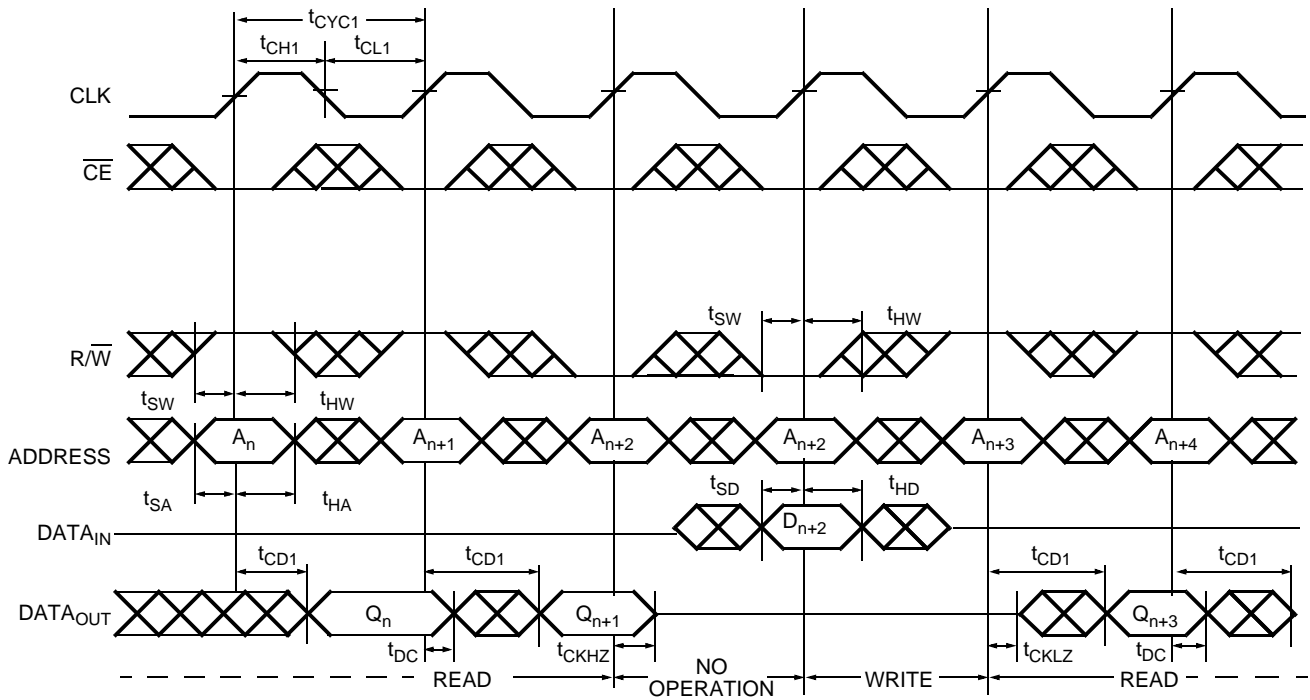 tCYC1
tCH1 tCL1
CLK
CE
tSW tHW
R/W
tSW tHW
ADDRESS An An+1 An+2 An+2 An+3 An+4
tSA tHA tSD tHD
DATAIN Dn+2
tCD1 tCD1 tCD1 tCD1
DATAOUT Qn Qn+1 Qn+3
tDC tCKHZ tCKLZ tDC
READ NO OPERATION WRITE READ